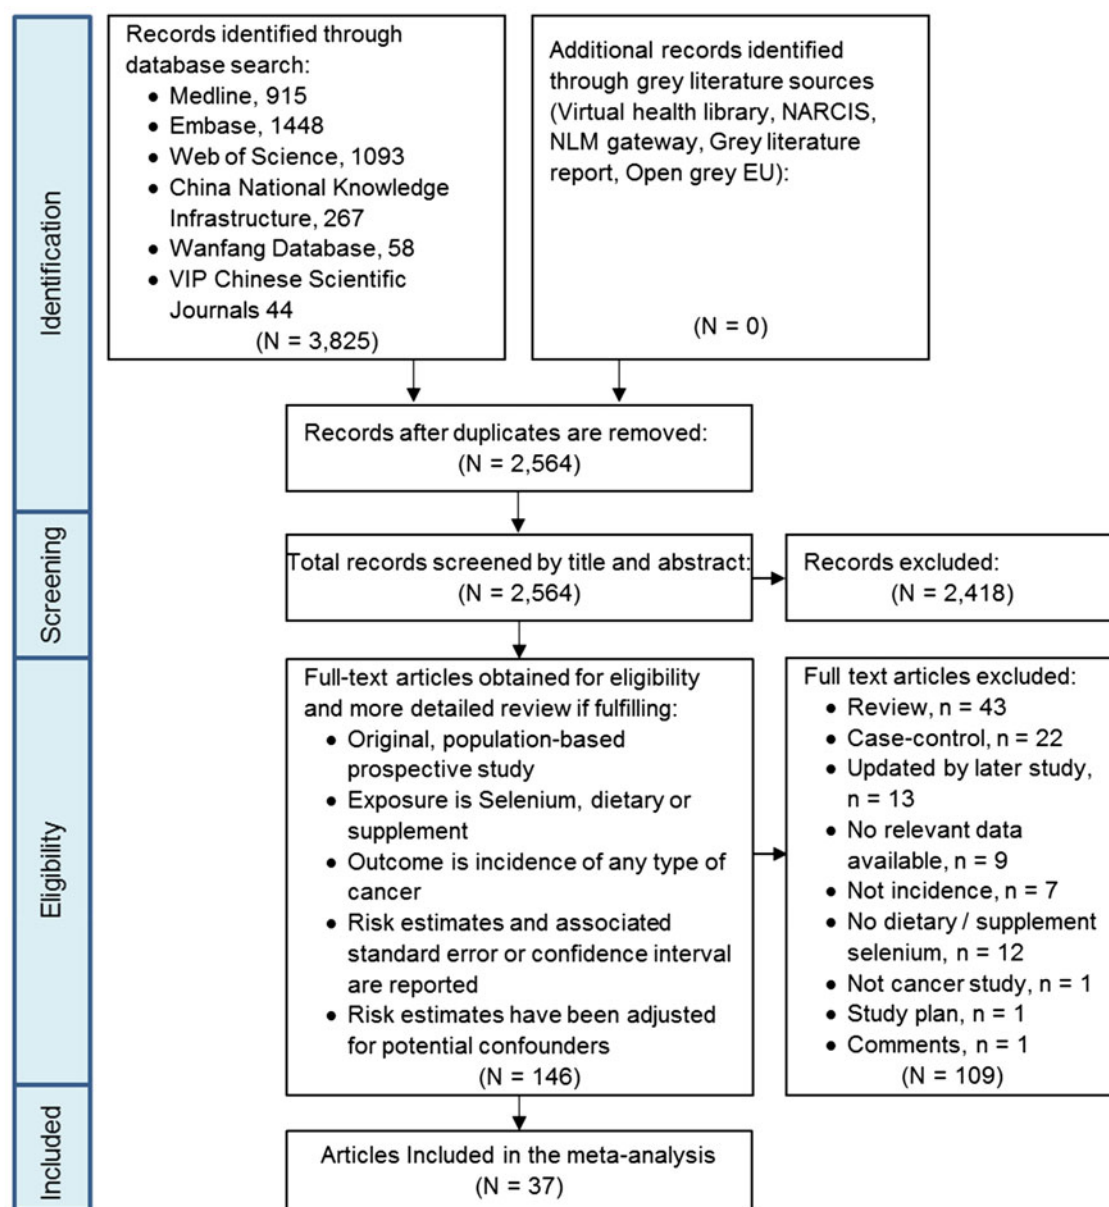 Identification
Records identified through
database search:
• Medline, 915
• Embase, 1448
• Web of Science, 1093
• China National Knowledge
Infrastructure, 267
• Wanfang Database, 58
• VIP Chinese Scientific
Journals 44
(N = 3,825)
Additional records identified
through grey literature sources
(Virtual health library, NARCIS,
NLM gateway, Grey literature
report, Open grey EU):
(N = 0)
Records after duplicates are removed:
(N = 2,564)
Screening
Total records screened by title and abstract:
(N = 2,564)
Records excluded:
(N = 2,418)
Eligibility
Full-text articles obtained for eligibility
and more detailed review if fulfilling:
• Original, population-based
prospective study
• Exposure is Selenium, dietary or
supplement
• Outcome is incidence of any type of
cancer
• Risk estimates and associated
standard error or confidence interval
are reported
• Risk estimates have been adjusted
for potential confounders
(N = 146)
Full text articles excluded:
• Review, n = 43
• Case-control, n = 22
• Updated by later study,
n = 13
• No relevant data
available, n = 9
• Not incidence, n = 7
• No dietary / supplement
selenium, n = 12
• Not cancer study, n = 1
• Study plan, n = 1
• Comments, n = 1
(N = 109)
Included
Articles Included in the meta-analysis
(N = 37)